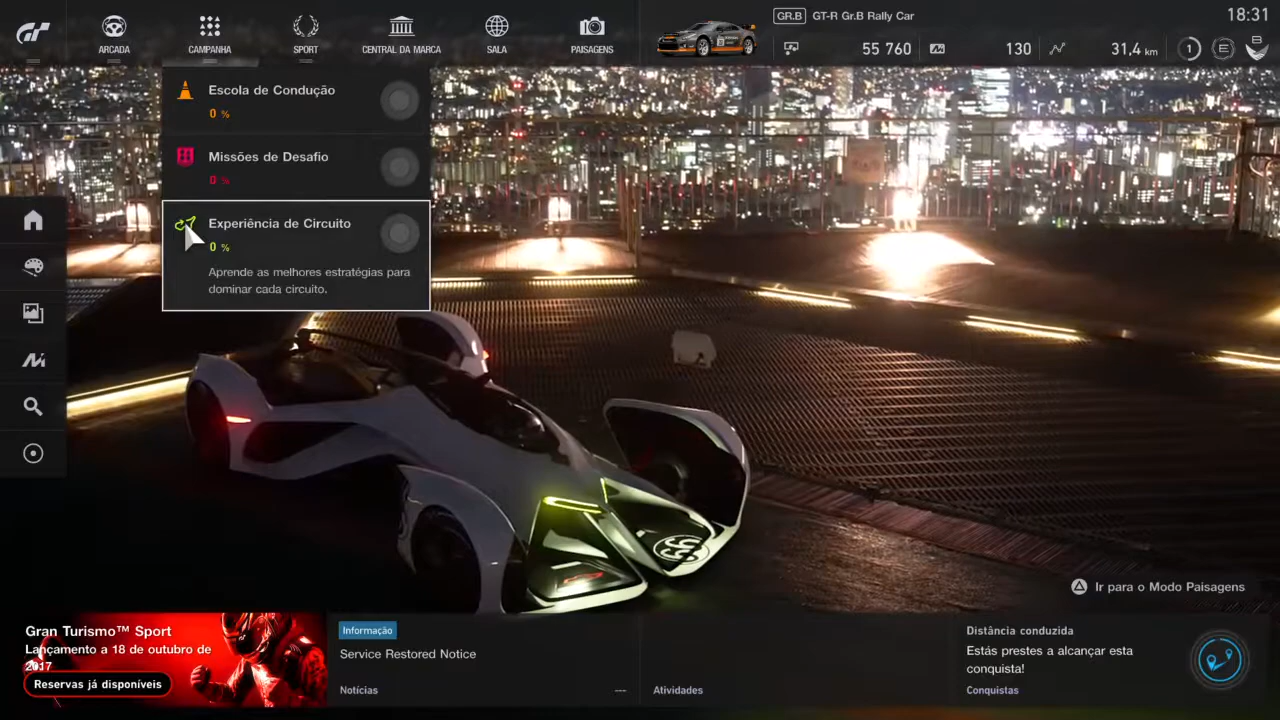 GR.B GT-R Gr.B Rally Car
18:31
ARCADA
CAMPANHA
SPORT
CENTRAL DA MARCA
SALA
PAISAGENS
55 760
130
31,4 km
1
E
B
Escola de Condução
0 %
Missões de Desafio
0 %
Experiência de Circuito
0 %
Aprende as melhores estratégias para
dominar cada circuito.
Ir para o Modo Paisagens
Gran Turismo™ Sport
Lançamento a 18 de outubro de
2017
Reservas já disponíveis
Informação
Service Restored Notice
Notícias
---
Atividades
Distância conduzida
Estás prestes a alcançar esta
conquista!
Conquistas